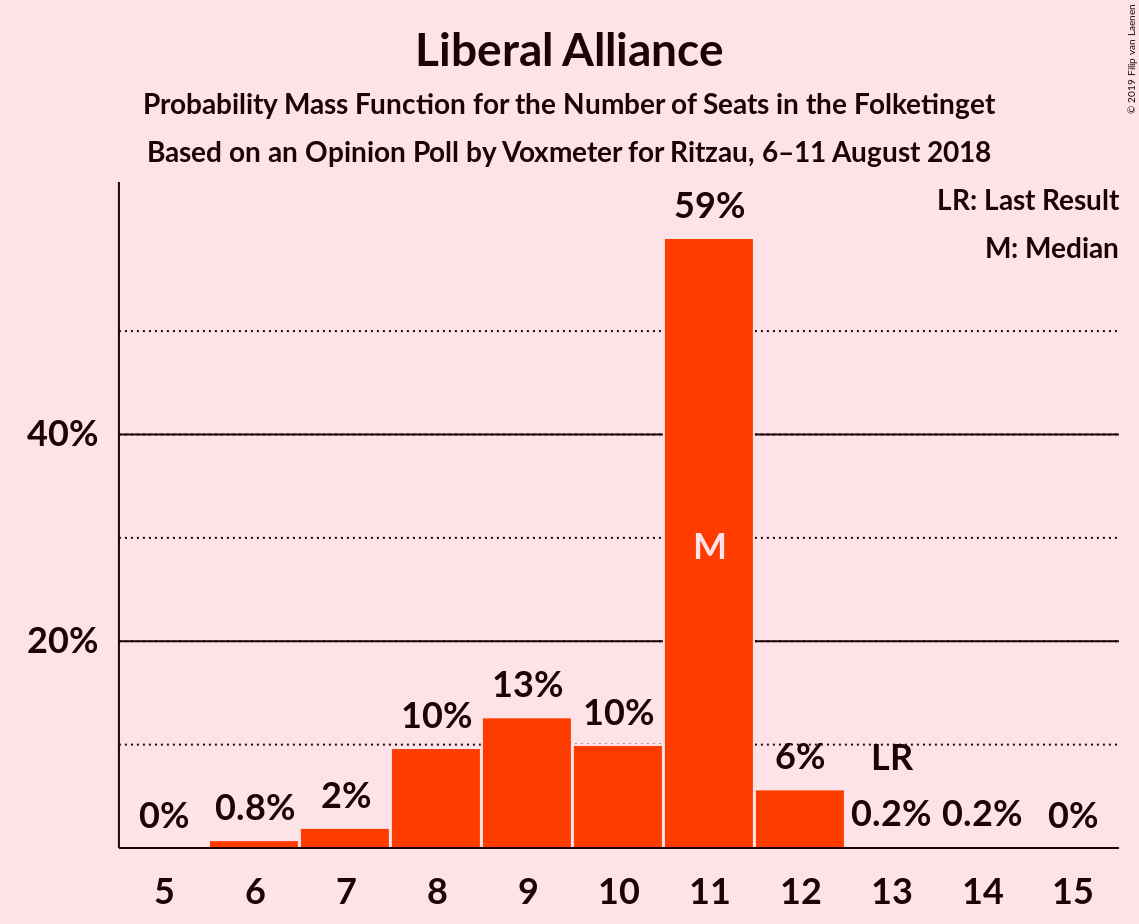 Liberal Alliance
Probability Mass Function for the Number of Seats in the Folketinget
Based on an Opinion Poll by Voxmeter for Ritzau, 6–11 August 2018
© 2019 Filip van Laenen
LR: Last Result
M: Median
59%
40%
M
20%
13%
10%
10%
6%
LR
2%
0.8%
0%
0.2%
0.2%
0%
5 6 7 8 9 10 11 12 13 14 15